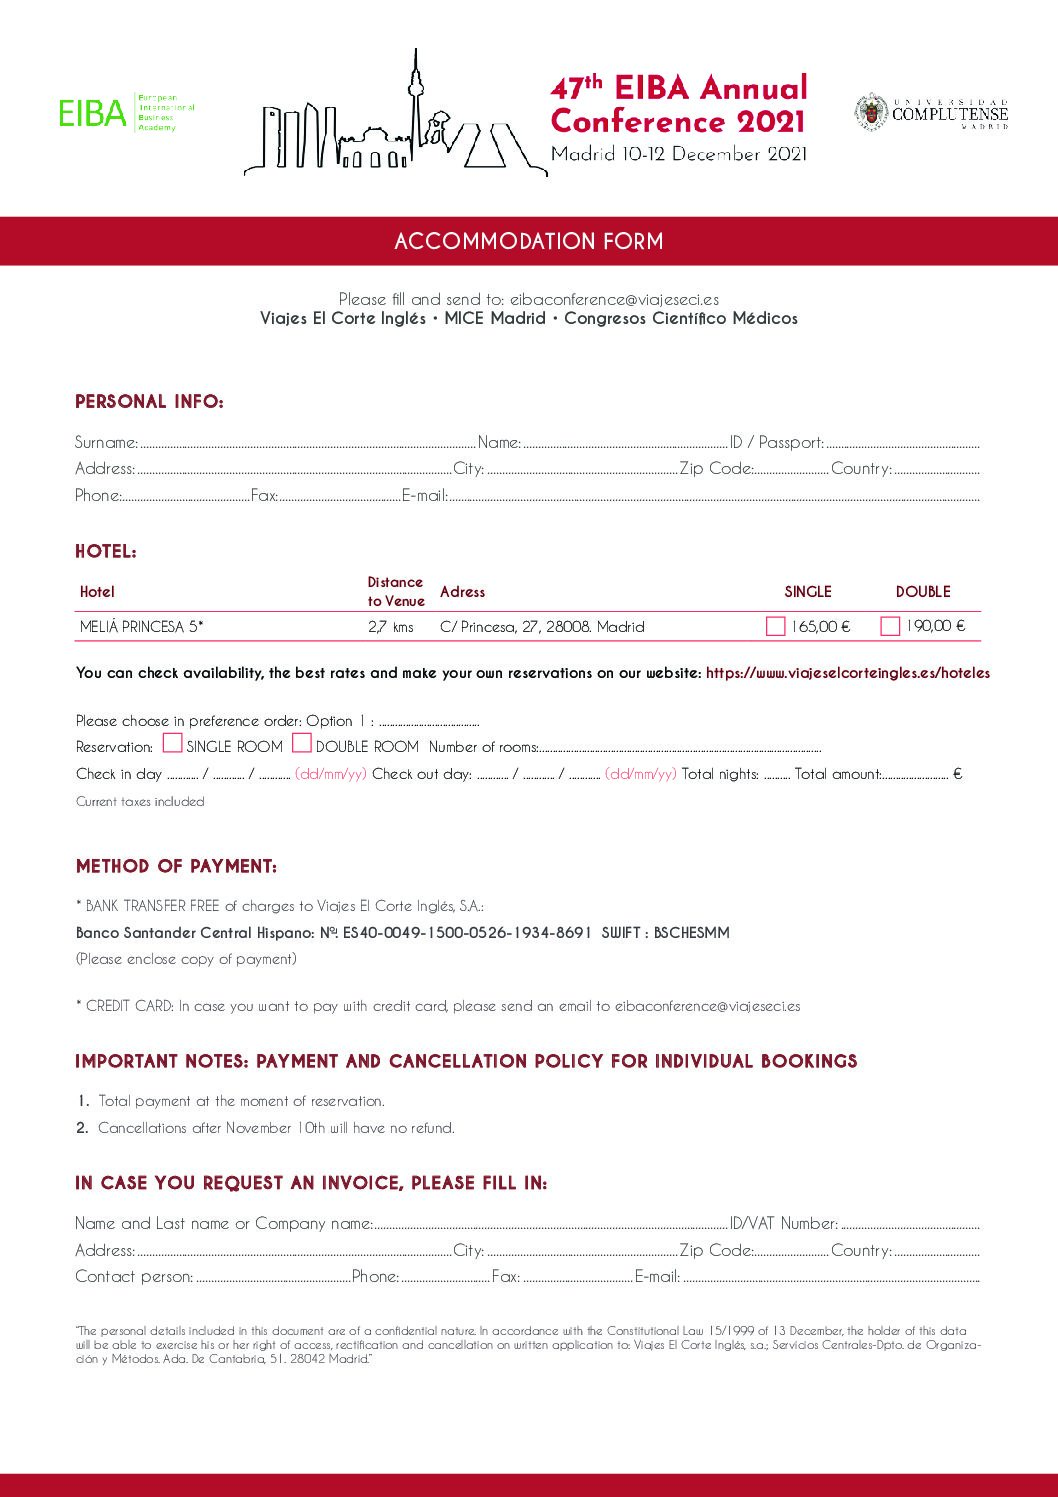 EIBA
European
International
Business
Academy
47th EIBA Annual
Conference 2021
Madrid 10-12 December 2021
UNIVERSIDAD
COMPLUTENSE
MADRID
ACCOMMODATION FORM
Please fill and send to: eibaconference@viajeseci.es
Viajes El Corte Inglés • MICE Madrid • Congresos Científico Médicos
PERSONAL INFO:
Surname: Name: ID / Passport:
Address: City: Zip Code: Country:
Phone: Fax: E-mail:
HOTEL:
Hotel Distance to Venue Adress SINGLE DOUBLE
MELIÁ PRINCESA 5* 2,7 kms C/ Princesa, 27, 28008. Madrid 165,00 € 190,00 €
You can check availability, the best rates and make your own reservations on our website: https://www.viajeselcorteingles.es/hoteles
Please choose in preference order: Option 1 : ......................................
Reservation: SINGLE ROOM DOUBLE ROOM Number of rooms:
Check in day ............ / ............ / ............ (dd/mm/yy) Check out day: ............ / ............ / ............ (dd/mm/yy) Total nights: .......... Total amount:......................... €
Current taxes included
METHOD OF PAYMENT:
* BANK TRANSFER FREE of charges to Viajes El Corte Inglés, S.A.:
Banco Santander Central Hispano: Nº: ES40-0049-1500-0526-1934-8691 SWIFT : BSCHESMM
(Please enclose copy of payment)
* CREDIT CARD: In case you want to pay with credit card, please send an email to eibaconference@viajeseci.es
IMPORTANT NOTES: PAYMENT AND CANCELLATION POLICY FOR INDIVIDUAL BOOKINGS
1. Total payment at the moment of reservation.
2. Cancellations after November 10th will have no refund.
IN CASE YOU REQUEST AN INVOICE, PLEASE FILL IN:
Name and Last name or Company name: ID/VAT Number:
Address: City: Zip Code: Country:
Contact person: Phone: Fax: E-mail:
"The personal details included in this document are of a confidential nature. In accordance with the Constitutional Law 15/1999 of 13 December, the holder of this data
will be able to exercise his or her right of access, rectification and cancellation on written application to: Viajes El Corte Inglés, s.a.; Servicios Centrales-Dpto. de Organiza-
ción y Métodos. Ada. De Cantabria, 51. 28042 Madrid."